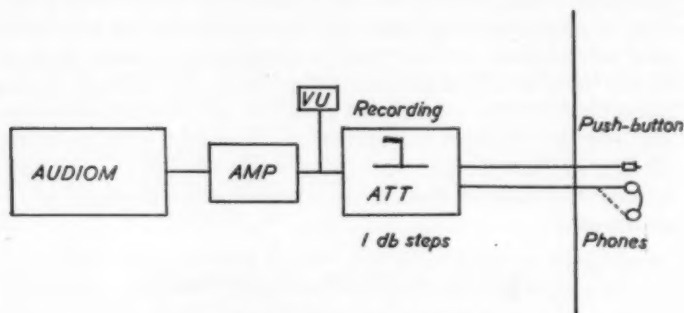 VU
Recording
Push-button
AUDIOM
AMP
ATT
1 db steps
Phones